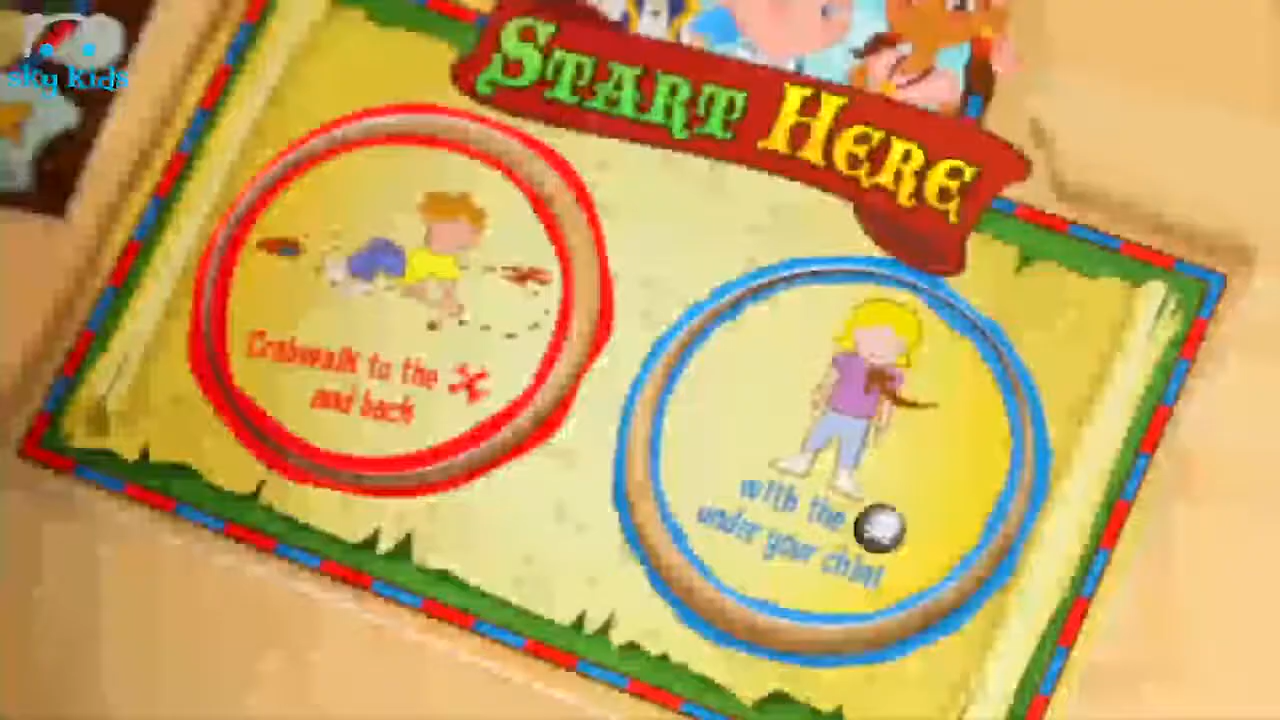 sky kids
START HERE
Crabwalk to the
and back
with the
under your chin!